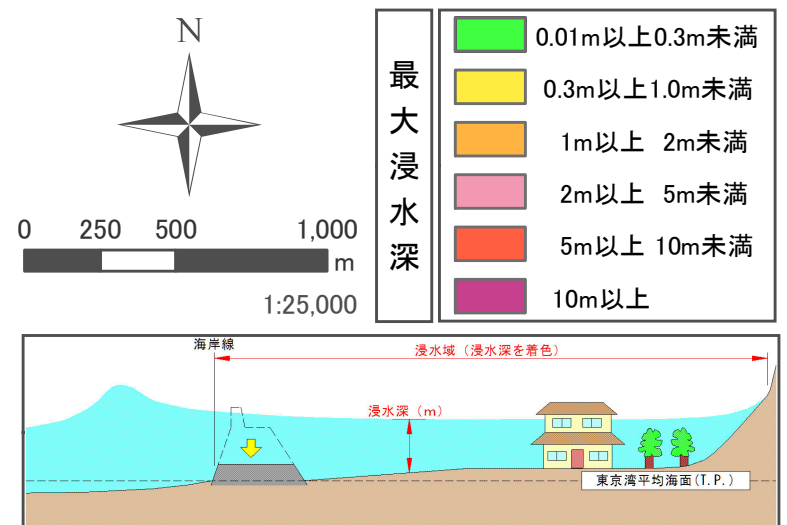 N
0 250 500 1,000
m
1:25,000
最大浸水深
0.01m以上0.3m未満
0.3m以上1.0m未満
1m以上 2m未満
2m以上 5m未満
5m以上 10m未満
10m以上
海岸線
浸水域（浸水深を着色）
浸水深（m）
東京湾平均海面(T.P.)